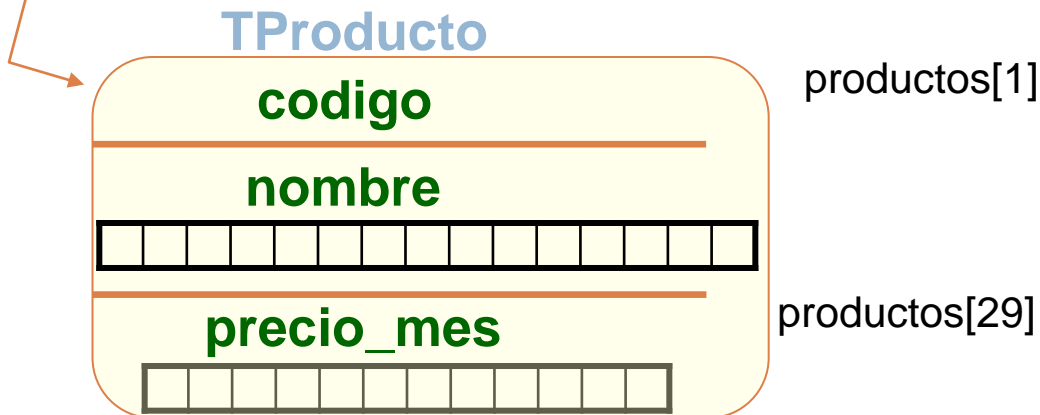 TProducto
productos[1]
codigo
nombre
productos[29]
precio_mes